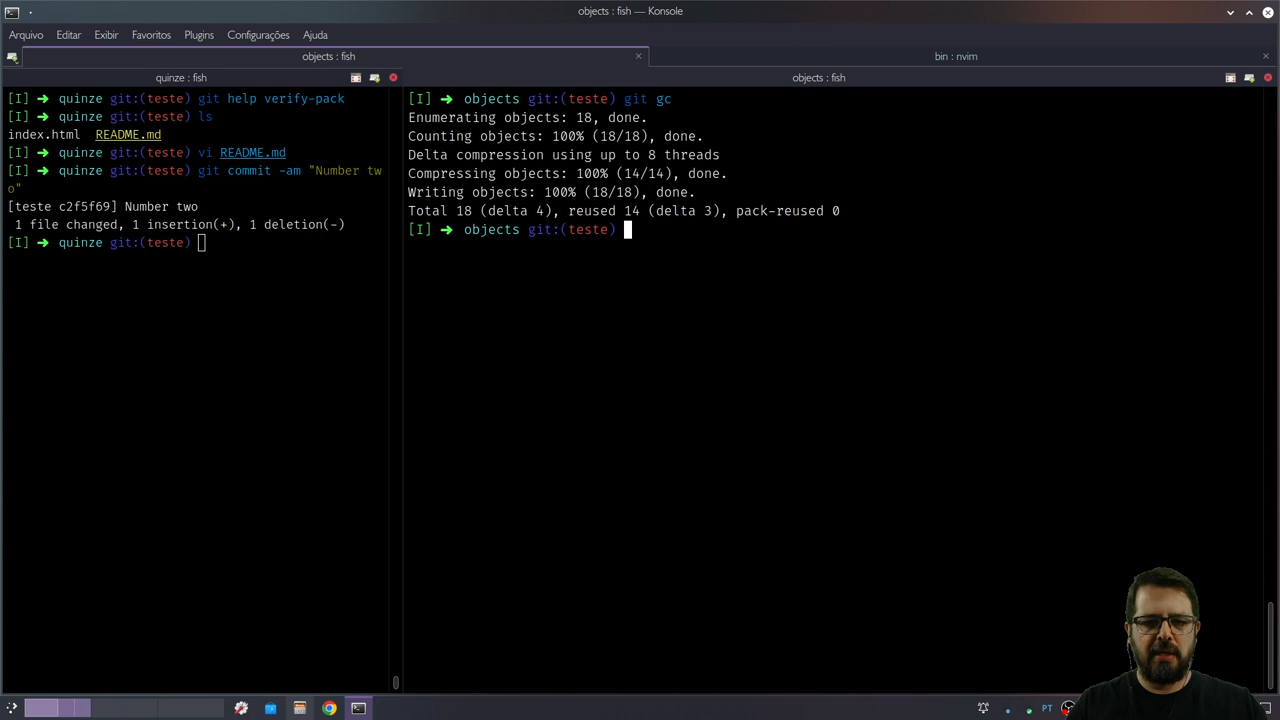 objects : fish — Konsole
Arquivo Editar Exibir Favoritos Plugins Configurações Ajuda
objects : fish
bin : nvim
quinze : fish
[I] ➜ quinze git:(teste) git help verify-pack
[I] ➜ quinze git:(teste) ls
index.html README.md
[I] ➜ quinze git:(teste) vi README.md
[I] ➜ quinze git:(teste) git commit -am "Number tw
o"
[teste c2f5f69] Number two
1 file changed, 1 insertion(+), 1 deletion(-)
[I] ➜ quinze git:(teste)
objects : fish
[I] ➜ objects git:(teste) git gc
Enumerating objects: 18, done.
Counting objects: 100% (18/18), done.
Delta compression using up to 8 threads
Compressing objects: 100% (14/14), done.
Writing objects: 100% (18/18), done.
Total 18 (delta 4), reused 14 (delta 3), pack-reused 0
[I] ➜ objects git:(teste)
PT